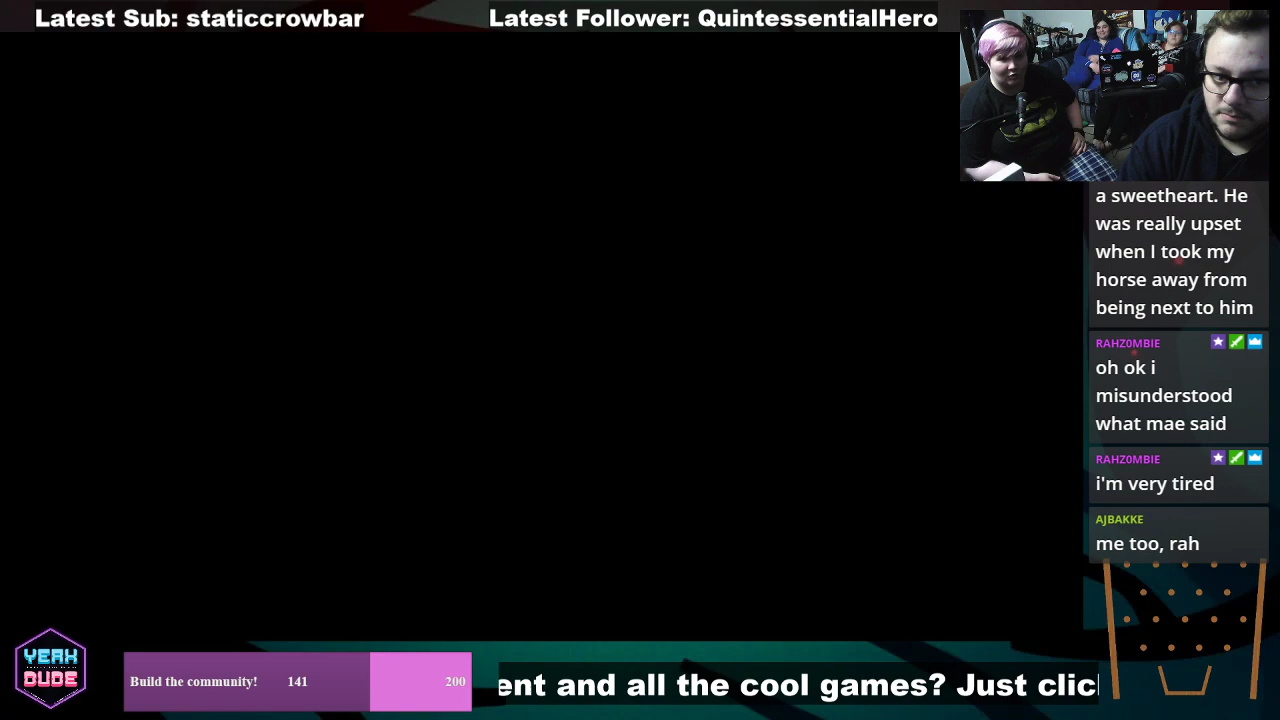 Latest Sub: staticcrowbar
Latest Follower: QuintessentialHero
a sweetheart. He
was really upset
when I took my
horse away from
being next to him
RAHZ0MBIE
oh ok i
misunderstood
what mae said
RAHZ0MBIE
i'm very tired
AJBAKKE
me too, rah
YEAH
DUDE
Build the community! 141 200
ent and all the cool games? Just clic